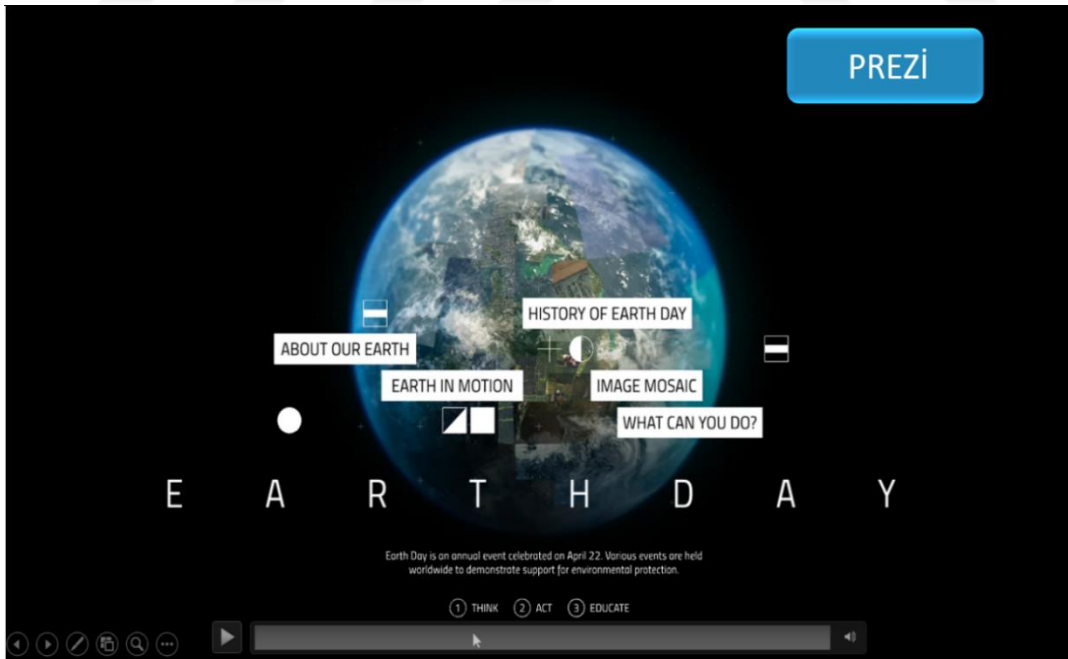 PREZİ
HISTORY OF EARTH DAY
ABOUT OUR EARTH
EARTH IN MOTION
IMAGE MOSAIC
WHAT CAN YOU DO?
EARTH DAY
Earth Day is an annual event celebrated on April 22. Various events are held
worldwide to demonstrate support for environmental protection.
1 THINK 2 ACT 3 EDUCATE